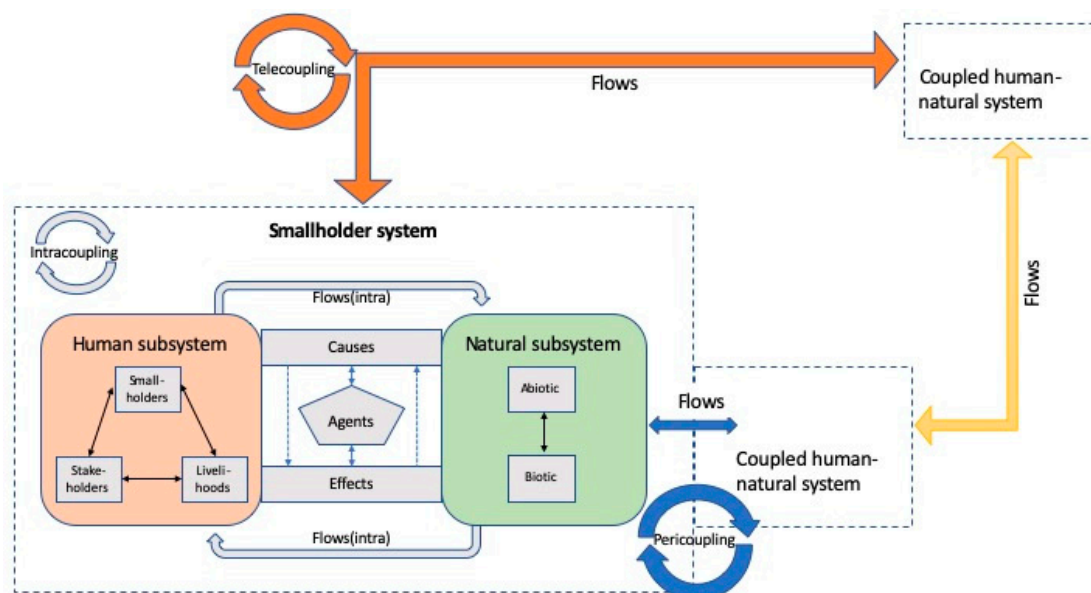 Telecoupling
Flows
Coupled human-
natural system
Smallholder system
Intracoupling
Flows(intra)
Human subsystem
Causes
Natural subsystem
Small-
holders
Agents
Abiotic
Flows
Flows
Stake-
holders
Liveli-
hoods
Effects
Biotic
Coupled human-
natural system
Flows(intra)
Pericoupling